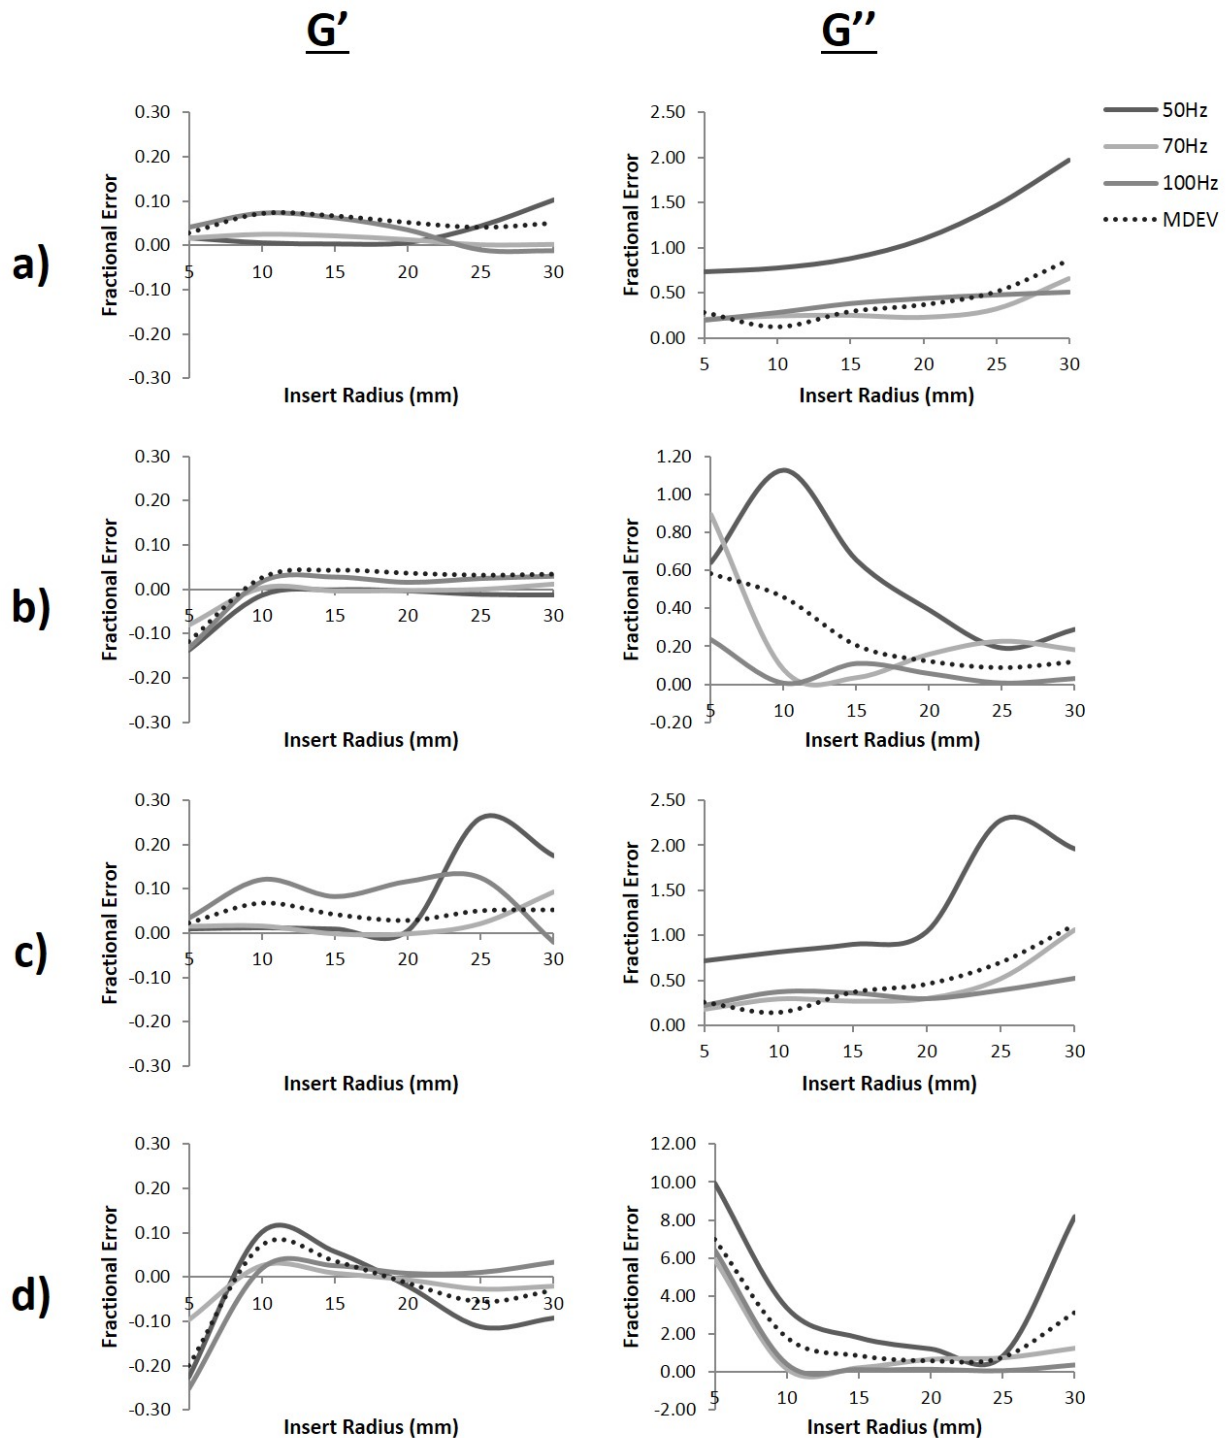 G’ G’’
50Hz
70Hz
100Hz
MDEV
a)
Fractional Error
0.30
0.20
0.10
0.00
-0.10
-0.20
-0.30
5 10 15 20 25 30
Insert Radius (mm)
Fractional Error
2.50
2.00
1.50
1.00
0.50
0.00
5 10 15 20 25 30
Insert Radius (mm)
b)
Fractional Error
0.30
0.20
0.10
0.00
-0.10
-0.20
-0.30
5 10 15 20 25 30
Insert Radius (mm)
Fractional Error
1.20
1.00
0.80
0.60
0.40
0.20
0.00
-0.20
5 10 15 20 25 30
Insert Radius (mm)
c)
Fractional Error
0.30
0.20
0.10
0.00
-0.10
-0.20
-0.30
5 10 15 20 25 30
Insert Radius (mm)
Fractional Error
2.50
2.00
1.50
1.00
0.50
0.00
5 10 15 20 25 30
Insert Radius (mm)
d)
Fractional Error
0.30
0.20
0.10
0.00
-0.10
-0.20
-0.30
5 10 15 20 25 30
Insert Radius (mm)
Fractional Error
12.00
10.00
8.00
6.00
4.00
2.00
0.00
-2.00
5 10 15 20 25 30
Insert Radius (mm)